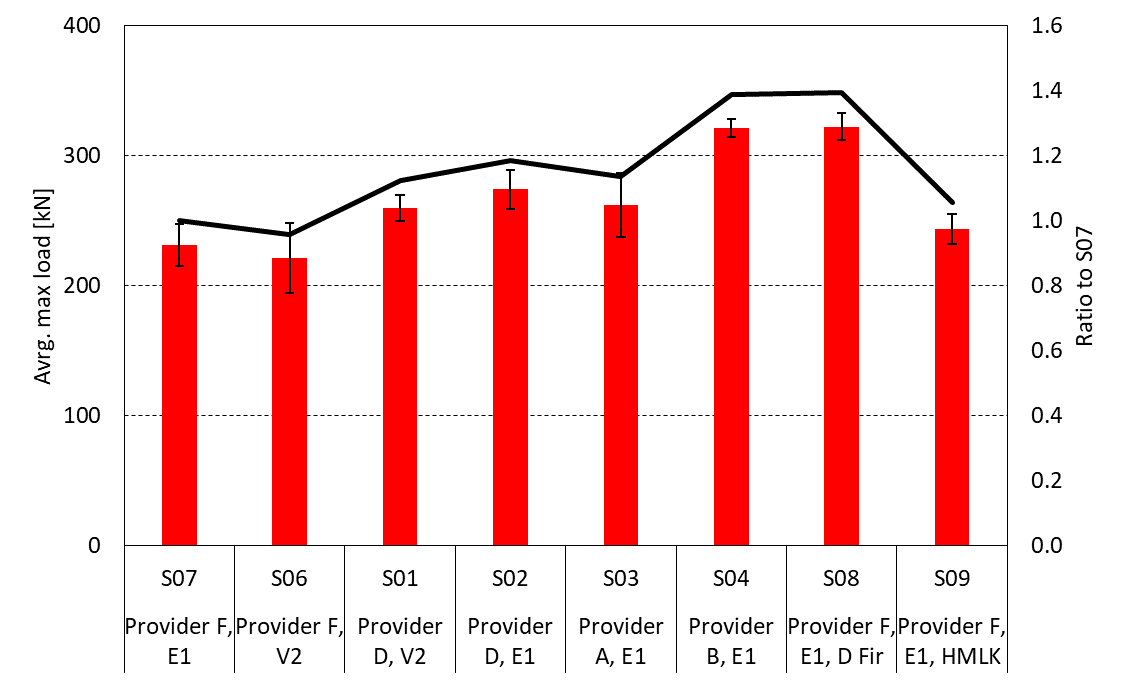 400
300
200
100
0
Avrg. max load [kN]
1.6
1.4
1.2
1.0
0.8
0.6
0.4
0.2
0.0
Ratio to S07
S07
S06
S01
S02
S03
S04
S08
S09
Provider F,
E1
Provider F,
V2
Provider
D, V2
Provider
D, E1
Provider
A, E1
Provider
B, E1
Provider F,
E1, D Fir
Provider F,
E1, HMLK